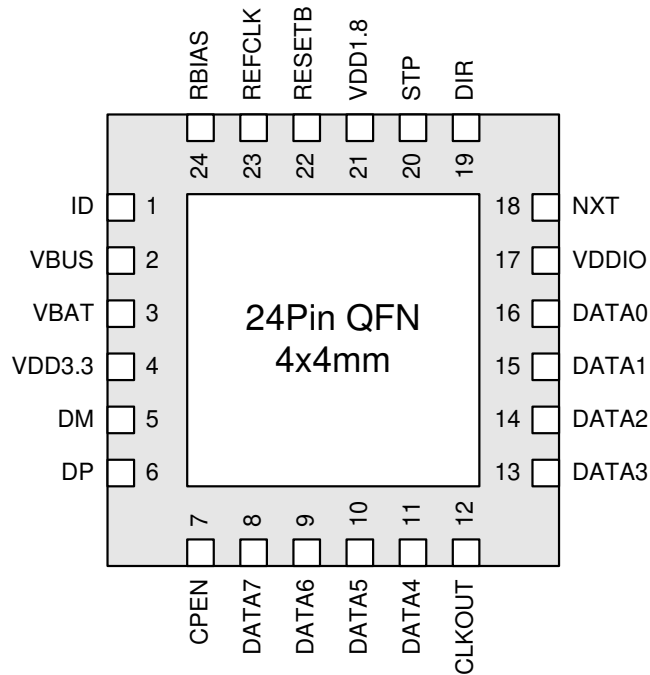 RBIAS
REFCLK
RESETB
VDD1.8
STP
DIR
24
23
22
21
20
19
ID 1
VBUS 2
VBAT 3
VDD3.3 4
DM 5
DP 6
24Pin QFN
4x4mm
18 NXT
17 VDDIO
16 DATA0
15 DATA1
14 DATA2
13 DATA3
7
8
9
10
11
12
CPEN
DATA7
DATA6
DATA5
DATA4
CLKOUT